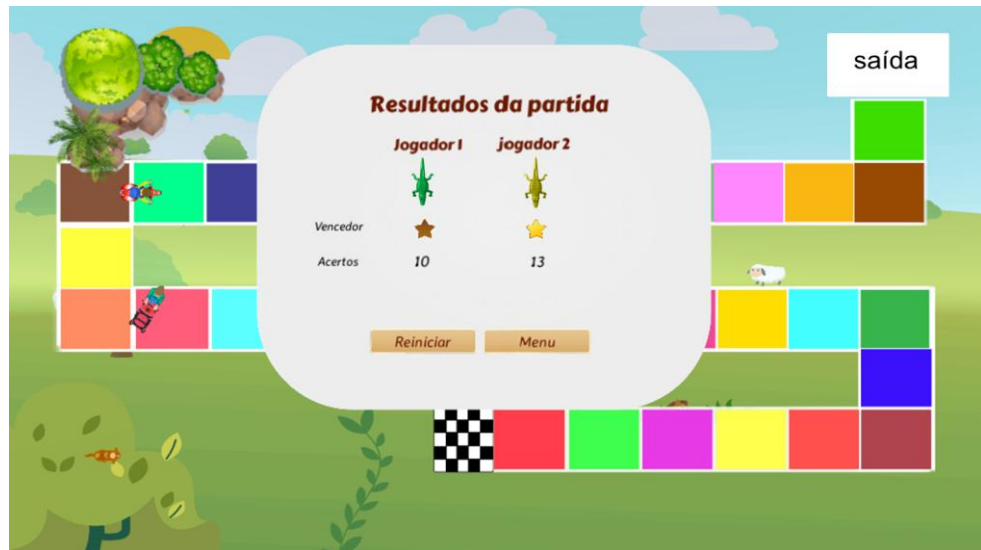 saída
Resultados da partida
Jogador 1 jogador 2
Vencedor
Acertos 10 13
Reiniciar Menu